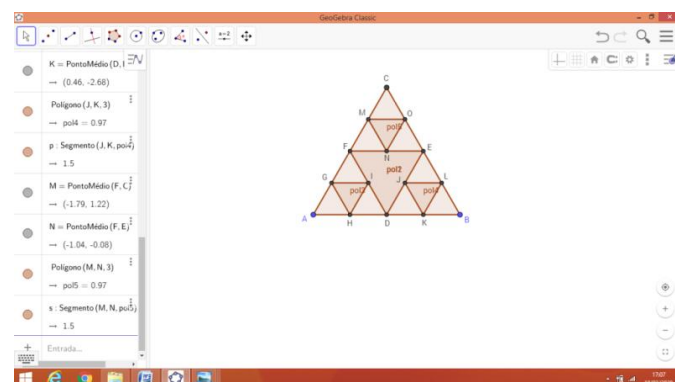 GeoGebra Classic
K = PontoMédio (D, I
→ (0.46, -2.68)
Polígono (J, K, 3)
→ pol4 = 0.97
p : Segmento (J, K, pol4)
→ 1.5
M = PontoMédio (F, C)
→ (-1.79, 1.22)
N = PontoMédio (F, E)
→ (-1.04, -0.08)
Polígono (M, N, 3)
→ pol5 = 0.97
s : Segmento (M, N, pol5)
→ 1.5
Entrada...
C
M O
pol5
F N E
pol2
G I J L
pol3 pol4
A H D K B
17:07